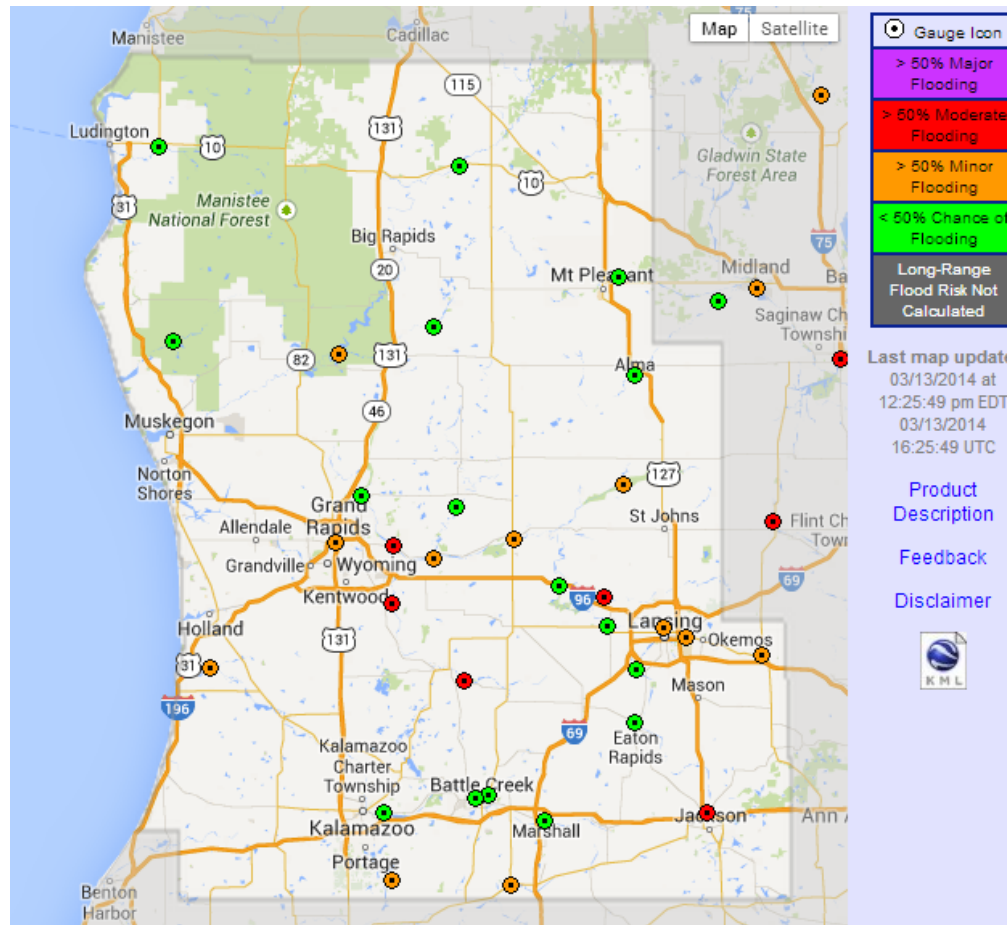 Manistee
Cadillac
75
Map
Satellite
115
Ludington
131
10
Gladwin State
Forest Area
10
31
Manistee
National Forest
Big Rapids
75
20
Mt Pleasant
Midland
Ba
Saginaw Ch
Townshi
82
131
Alma
46
Muskegon
Norton
Shores
127
Grand
Rapids
Allendale
St Johns
Flint Ch
Town
Grandville
Wyoming
69
Kentwood
96
Holland
Lansing
131
Okemos
31
Mason
196
69
Eaton
Rapids
Kalamazoo
Charter
Township
Battle Creek
Kalamazoo
Marshall
Jackson
Ann A
Portage
Benton
Harbor
Gauge Icon
> 50% Major
Flooding
> 50% Moderate
Flooding
> 50% Minor
Flooding
< 50% Chance of
Flooding
Long-Range
Flood Risk Not
Calculated
Last map update
03/13/2014 at
12:25:49 pm EDT
03/13/2014
16:25:49 UTC
Product
Description
Feedback
Disclaimer
KML